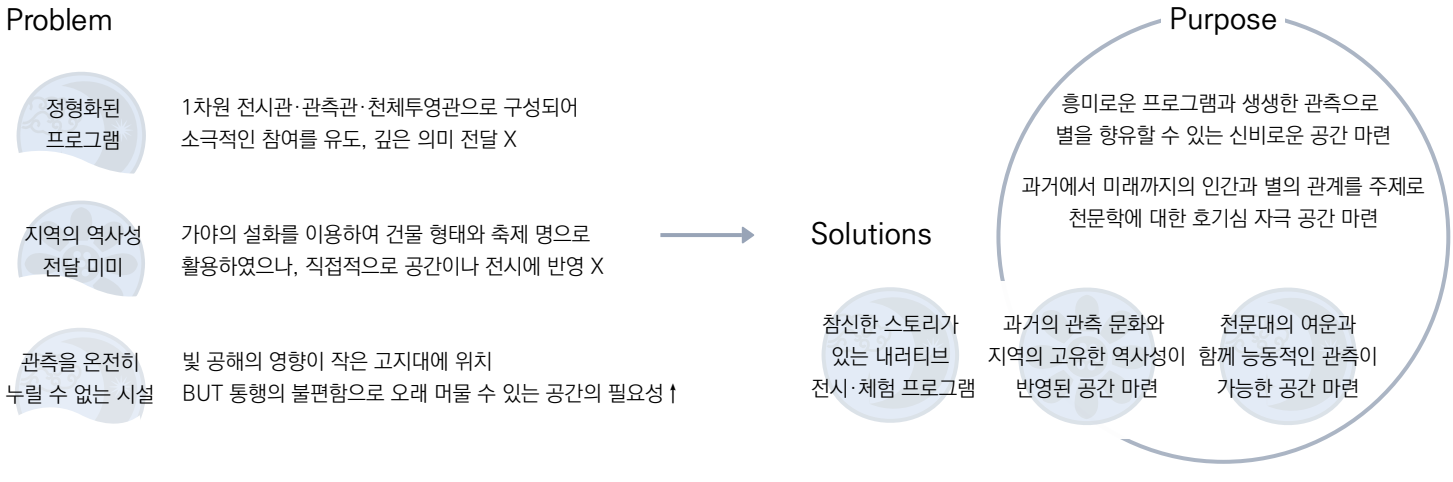 Problem
정형화된
프로그램
1차원 전시관·관측관·천체투영관으로 구성되어
소극적인 참여를 유도, 깊은 의미 전달 X
지역의 역사성
전달 미미
가야의 설화를 이용하여 건물 형태와 축제 명으로
활용하였으나, 직접적으로 공간이나 전시에 반영 X
관측을 온전히
누릴 수 없는 시설
빛 공해의 영향이 작은 고지대에 위치
BUT 통행의 불편함으로 오래 머물 수 있는 공간의 필요성↑
Purpose
흥미로운 프로그램과 생생한 관측으로
별을 향유할 수 있는 신비로운 공간 마련
과거에서 미래까지의 인간과 별의 관계를 주제로
천문학에 대한 호기심 자극 공간 마련
Solutions
참신한 스토리가
있는 내러티브
전시·체험 프로그램
과거의 관측 문화와
지역의 고유한 역사성이
반영된 공간 마련
천문대의 여운과
함께 능동적인 관측이
가능한 공간 마련